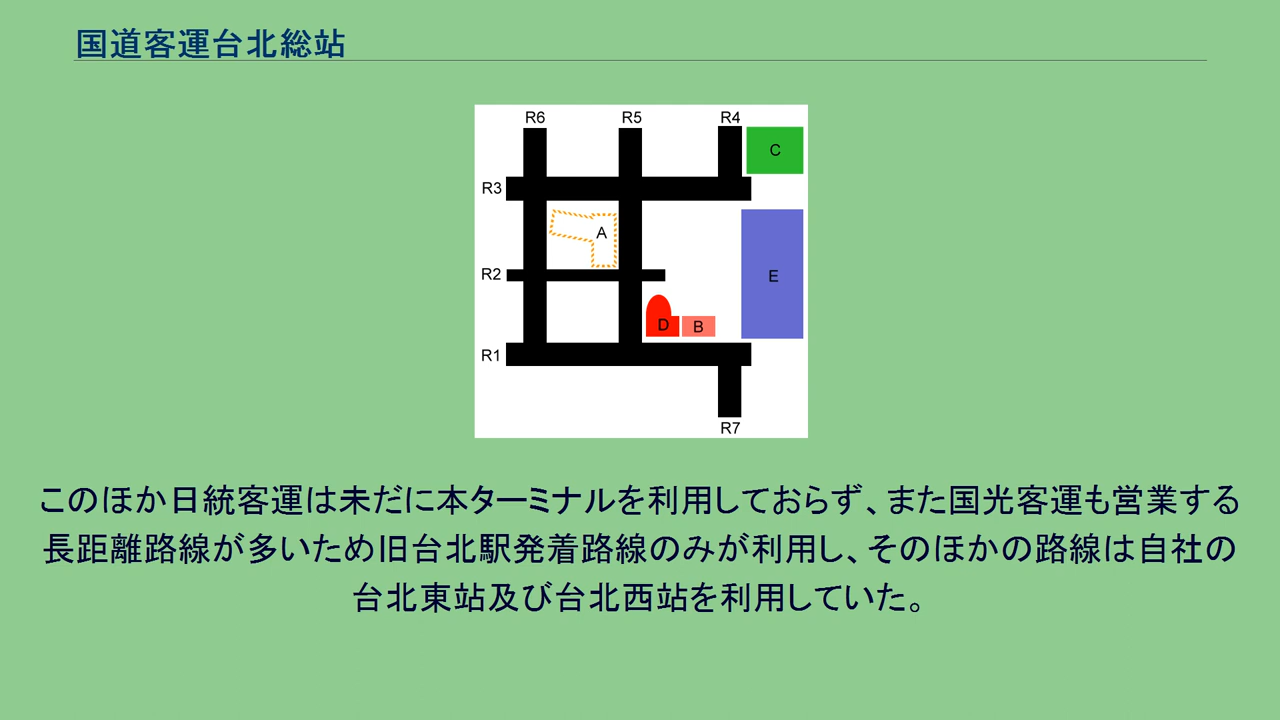 国道客運台北総站
R6 R5 R4
C
R3
A
R2
E
D B
R1
R7
このほか日統客運は未だに本ターミナルを利用しておらず、また国光客運も営業する
長距離路線が多いため旧台北駅発着路線のみが利用し、そのほかの路線は自社の
台北東站及び台北西站を利用していた。